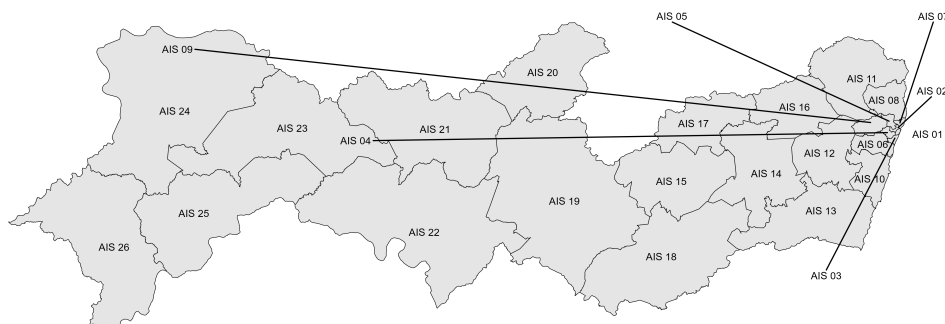 AIS 05
AIS 07
AIS 09
AIS 20
AIS 11
AIS 02
AIS 08
AIS 24
AIS 16
AIS 17
AIS 23
AIS 21
AIS 01
AIS 04
AIS 06
AIS 12
AIS 14
AIS 10
AIS 15
AIS 25
AIS 19
AIS 13
AIS 22
AIS 26
AIS 18
AIS 03